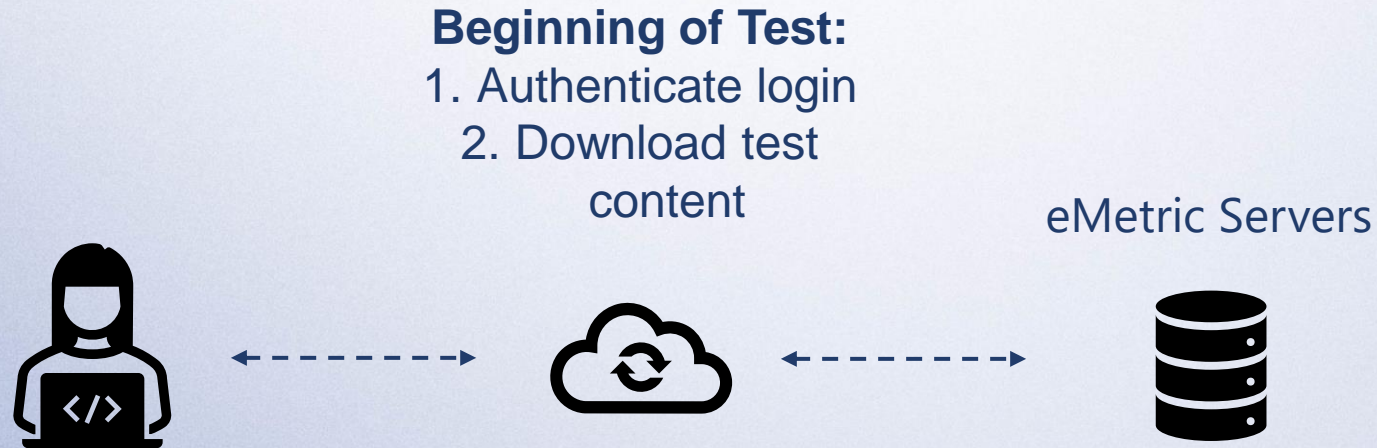 Beginning of Test:
1. Authenticate login
2. Download test
content
eMetric Servers
</>